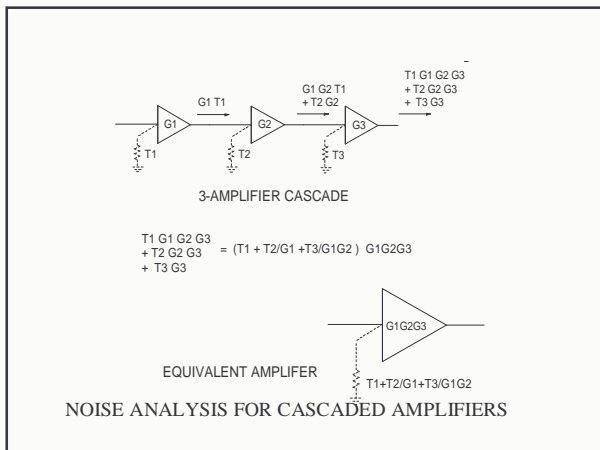 T1 G1 G2 G3
G1 G2 T1
+ T2 G2 G3
G1 T1
+ T2 G2
+ T3 G3
G1
G2
G3
T1
T2
T3
3-AMPLIFIER CASCADE
T1 G1 G2 G3
+ T2 G2 G3
= (T1 + T2/G1 +T3/G1G2 ) G1G2G3
+ T3 G3
G1G2G3
EQUIVALENT AMPLIFER
T1+T2/G1+T3/G1G2
NOISE ANALYSIS FOR CASCADED AMPLIFIERS